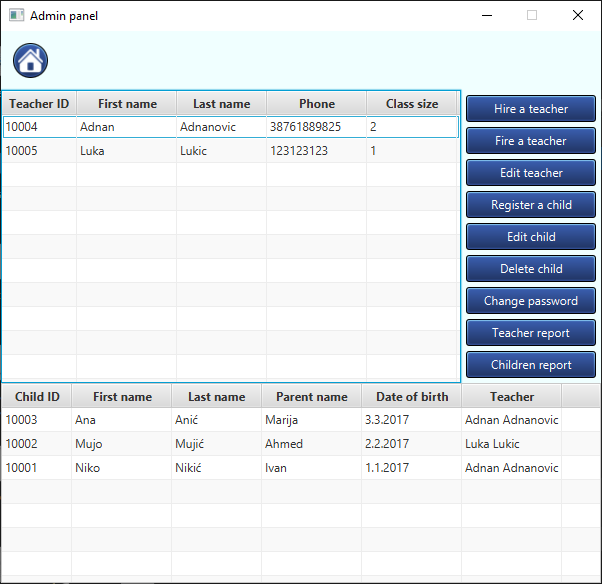 Admin panel
Teacher ID First name Last name Phone Class size
10004 Adnan Adnanovic 38761889825 2
10005 Luka Lukic 123123123 1
Hire a teacher
Fire a teacher
Edit teacher
Register a child
Edit child
Delete child
Change password
Teacher report
Children report
Child ID First name Last name Parent name Date of birth Teacher
10003 Ana Anić Marija 3.3.2017 Adnan Adnanovic
10002 Mujo Mujić Ahmed 2.2.2017 Luka Lukic
10001 Niko Nikić Ivan 1.1.2017 Adnan Adnanovic